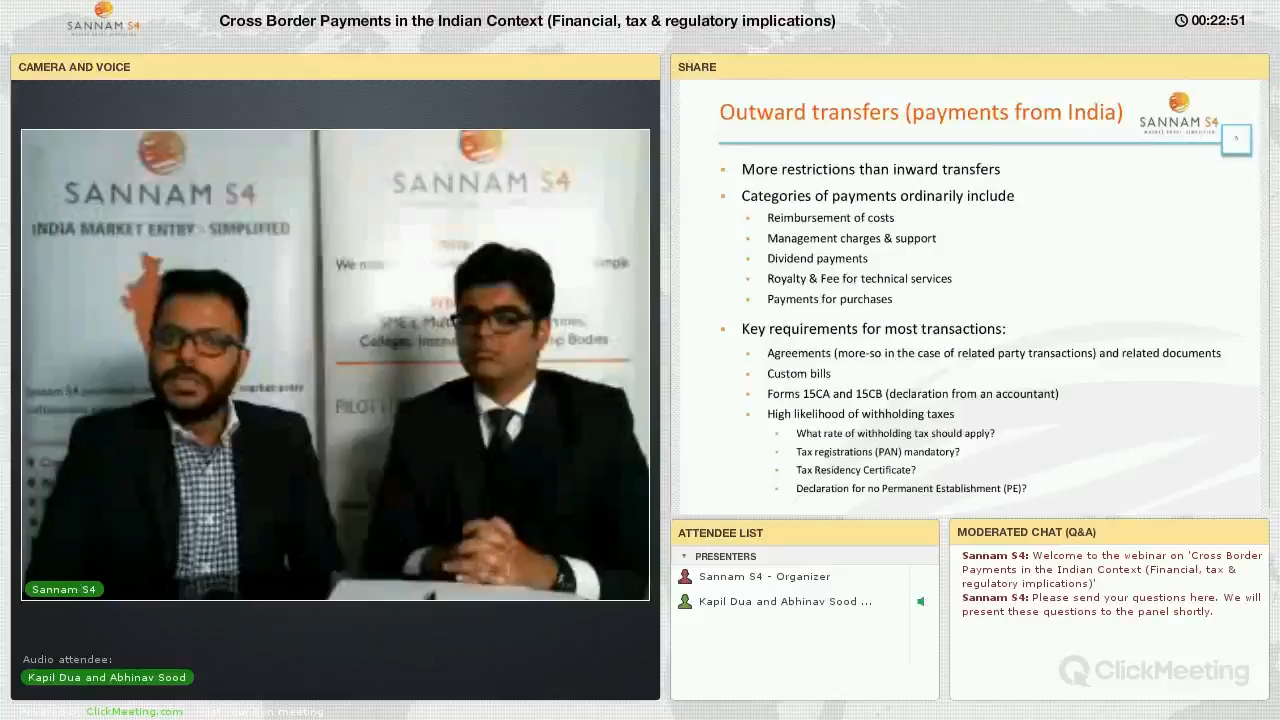 SANNAM S4
Cross Border Payments in the Indian Context (Financial, tax & regulatory implications)
00:22:51
CAMERA AND VOICE
SANNAM S4
INDIA MARKET ENTRY - SIMPLIFIED
SANNAM S4
Sannam S4
Audio attendee:
Kapil Dua and Abhinav Sood
ClickMeeting.com
SHARE
Outward transfers (payments from India)
SANNAM S4
5
More restrictions than inward transfers
Categories of payments ordinarily include
Reimbursement of costs
Management charges & support
Dividend payments
Royalty & Fee for technical services
Payments for purchases
Key requirements for most transactions:
Agreements (more-so in the case of related party transactions) and related documents
Custom bills
Forms 15CA and 15CB (declaration from an accountant)
High likelihood of withholding taxes
What rate of withholding tax should apply?
Tax registrations (PAN) mandatory?
Tax Residency Certificate?
Declaration for no Permanent Establishment (PE)?
ATTENDEE LIST
PRESENTERS
Sannam S4 - Organizer
Kapil Dua and Abhinav Sood ...
MODERATED CHAT (Q&A)
Sannam S4: Welcome to the webinar on 'Cross Border
Payments in the Indian Context (Financial, tax &
regulatory implications)'
Sannam S4: Please send your questions here. We will
present these questions to the panel shortly.
ClickMeeting